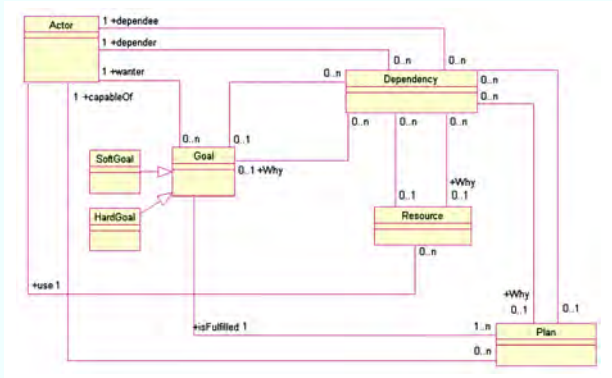 Actor
1 +dependee
1 +depender
1 +wanter
1 +capableOf
0..n 0..n
0..n Dependency 0..n
0..n
0..n 0..1
0..n 0..n 0..n
SoftGoal Goal
0..1 +Why
HardGoal
+Why
0..1 0..1
Resource
0..n
+use 1
+Why
0..1 0..1
+isFulfilled 1 1..n
Plan
0..n